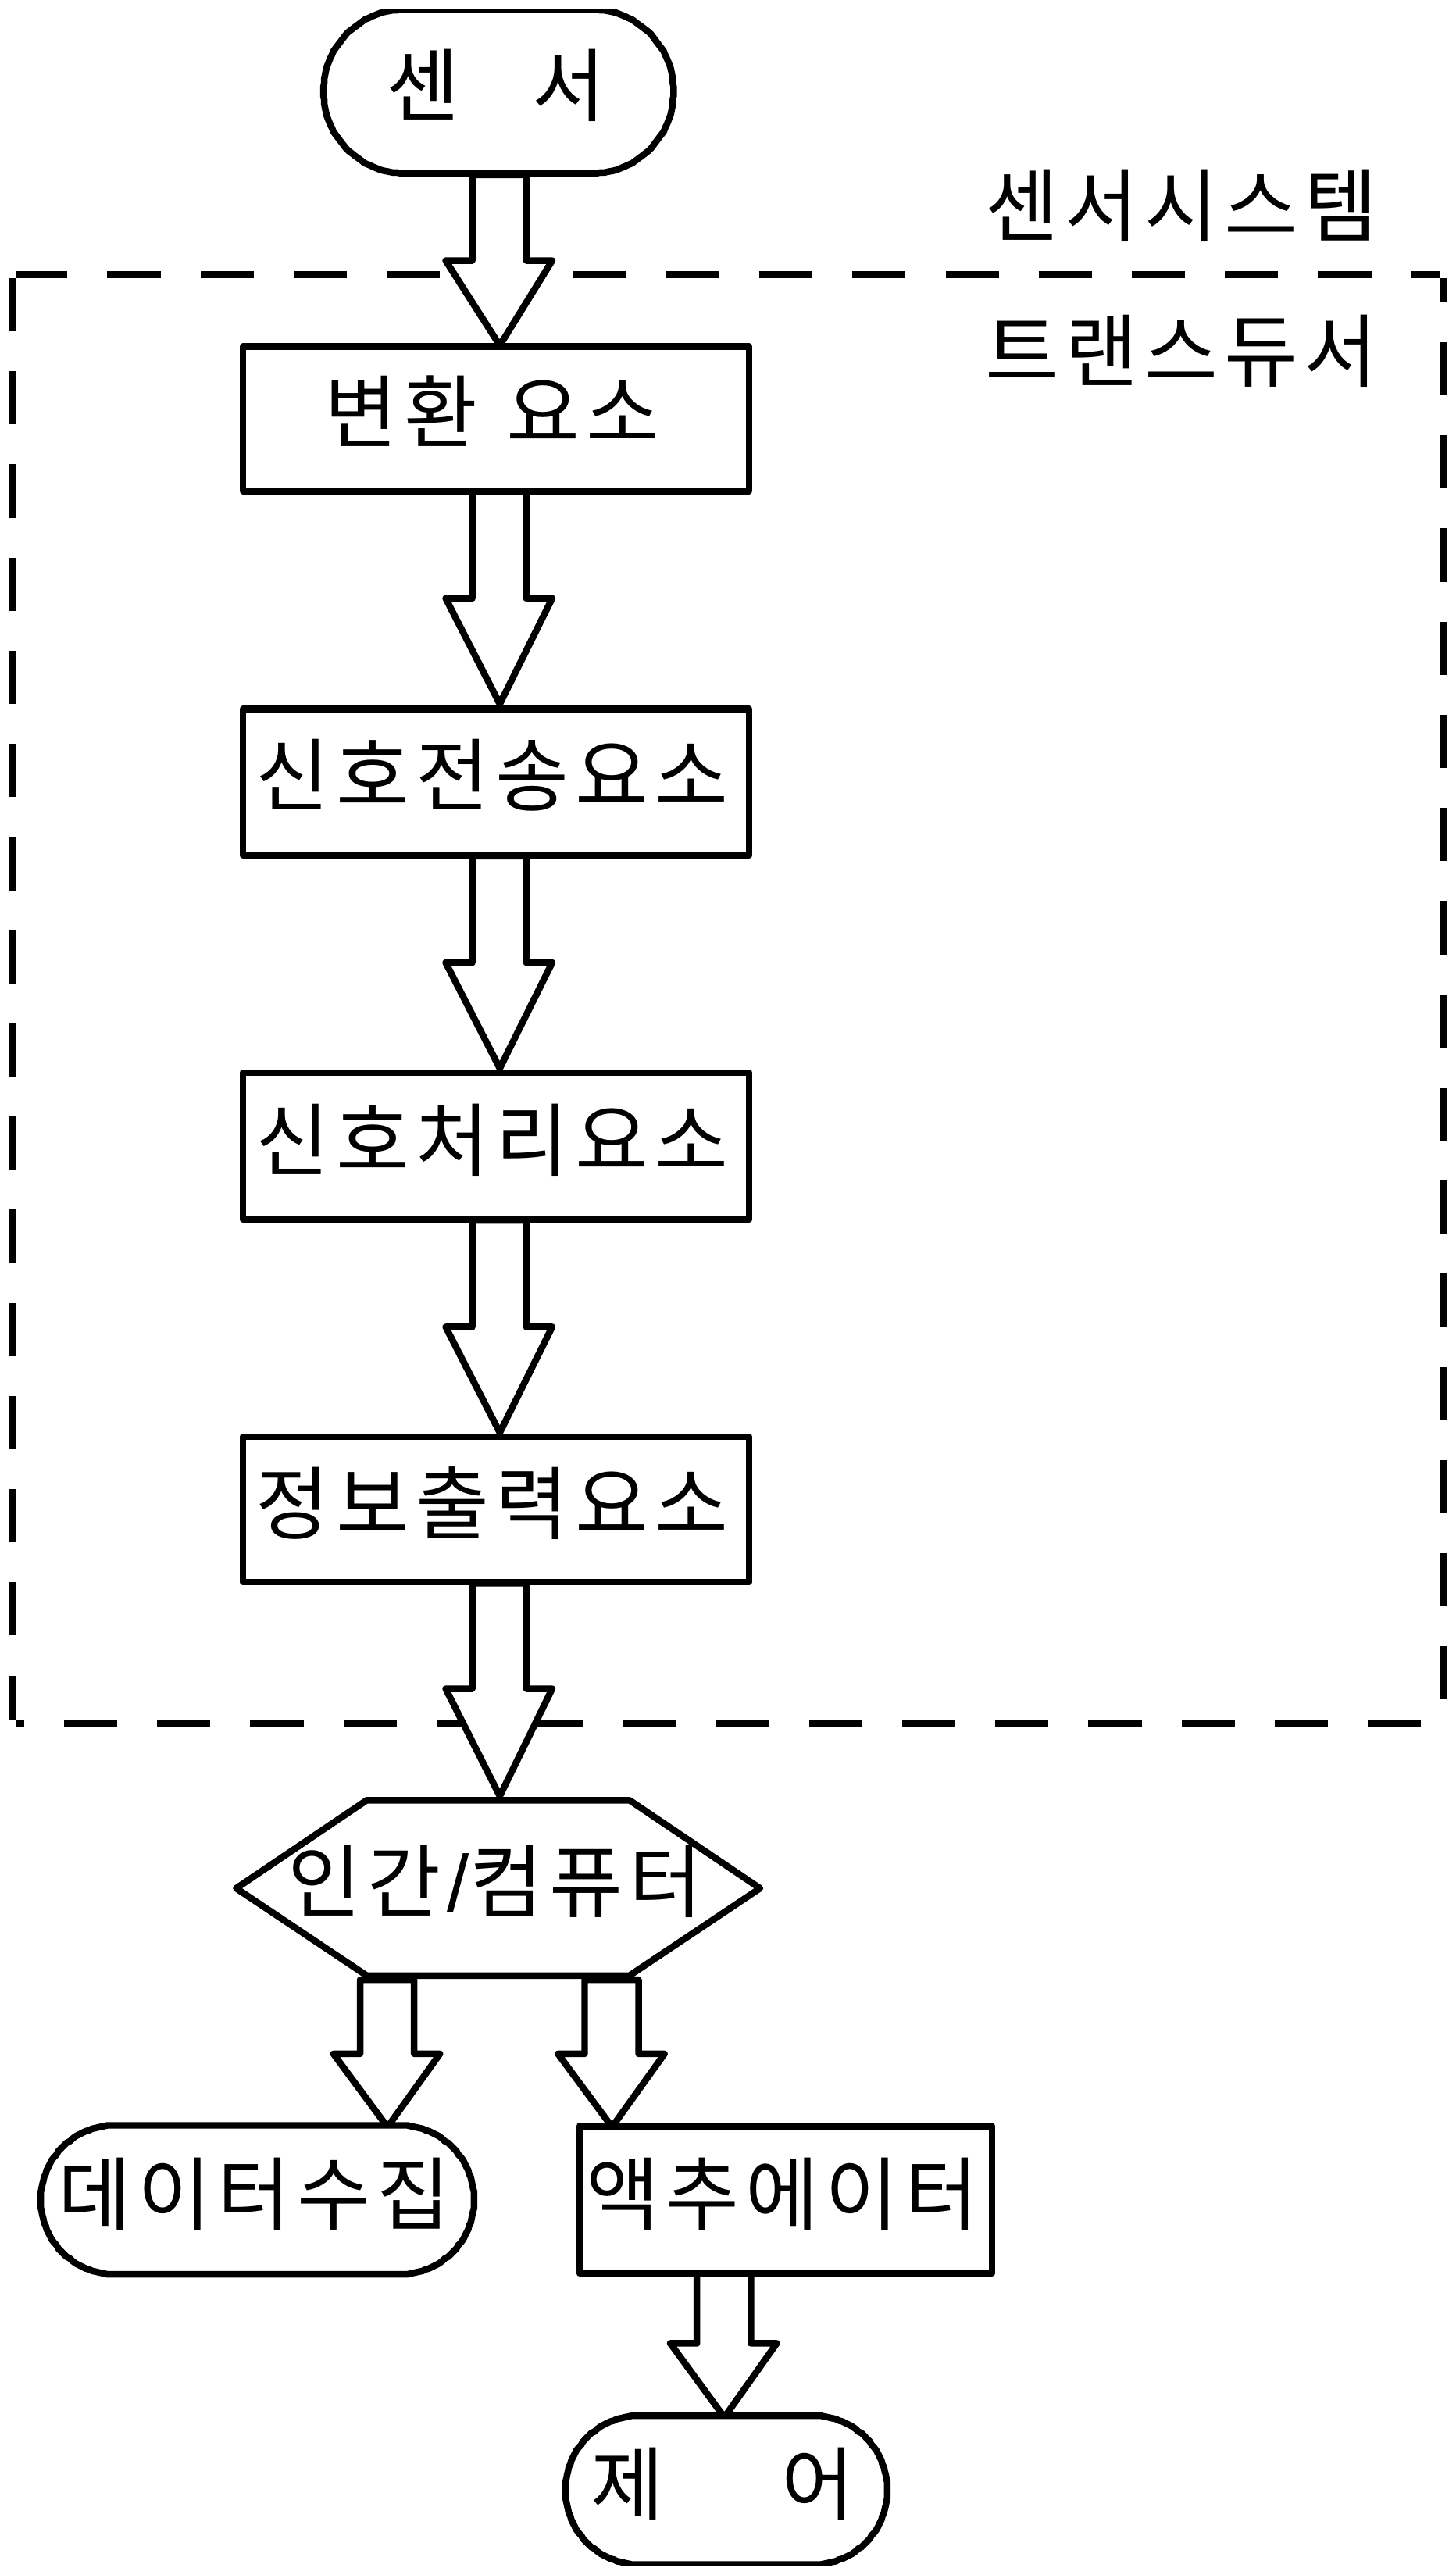 센 서
센서시스템
트랜스듀서
변환 요소
신호전송요소
신호처리요소
정보출력요소
인간/컴퓨터
데이터수집
액추에이터
제 어